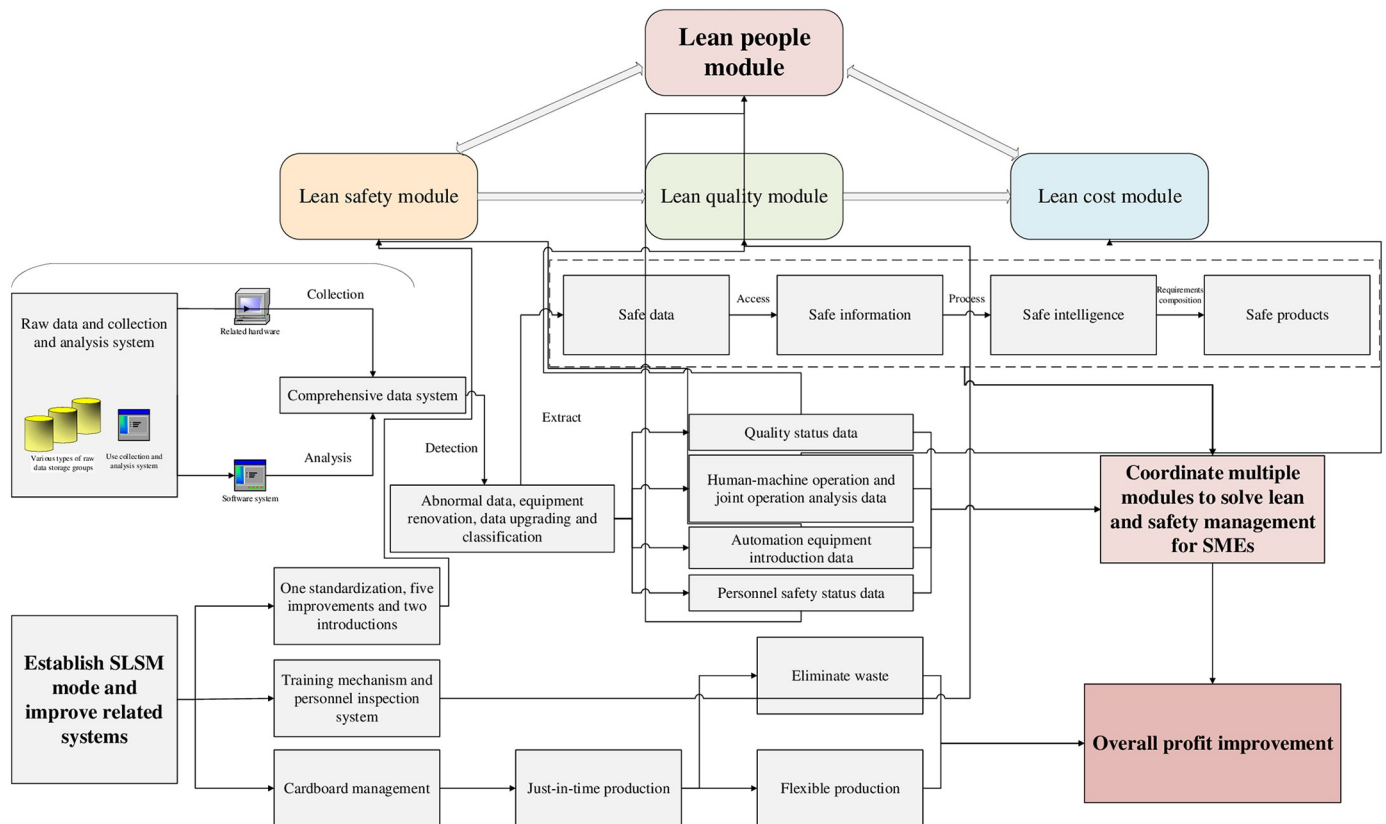 Lean people
module
Lean safety module
Lean quality module
Lean cost module
Raw data and collection
and analysis system
Various types of raw
data storage groups
Use collection and
analysis system
Related hardware
Collection
Software system
Analysis
Comprehensive data system
Detection
Extract
Safe data
Access
Safe information
Process
Safe intelligence
Requirements
composition
Safe products
Abnormal data, equipment
renovation, data upgrading and
classification
Quality status data
Human-machine operation and
joint operation analysis data
Automation equipment
introduction data
Personnel safety status data
Coordinate multiple
modules to solve lean
and safety management
for SMEs
Establish SLSM
mode and
improve related
systems
One standardization, five
improvements and two
introductions
Training mechanism and
personnel inspection
system
Cardboard management
Just-in-time production
Eliminate waste
Flexible production
Overall profit improvement